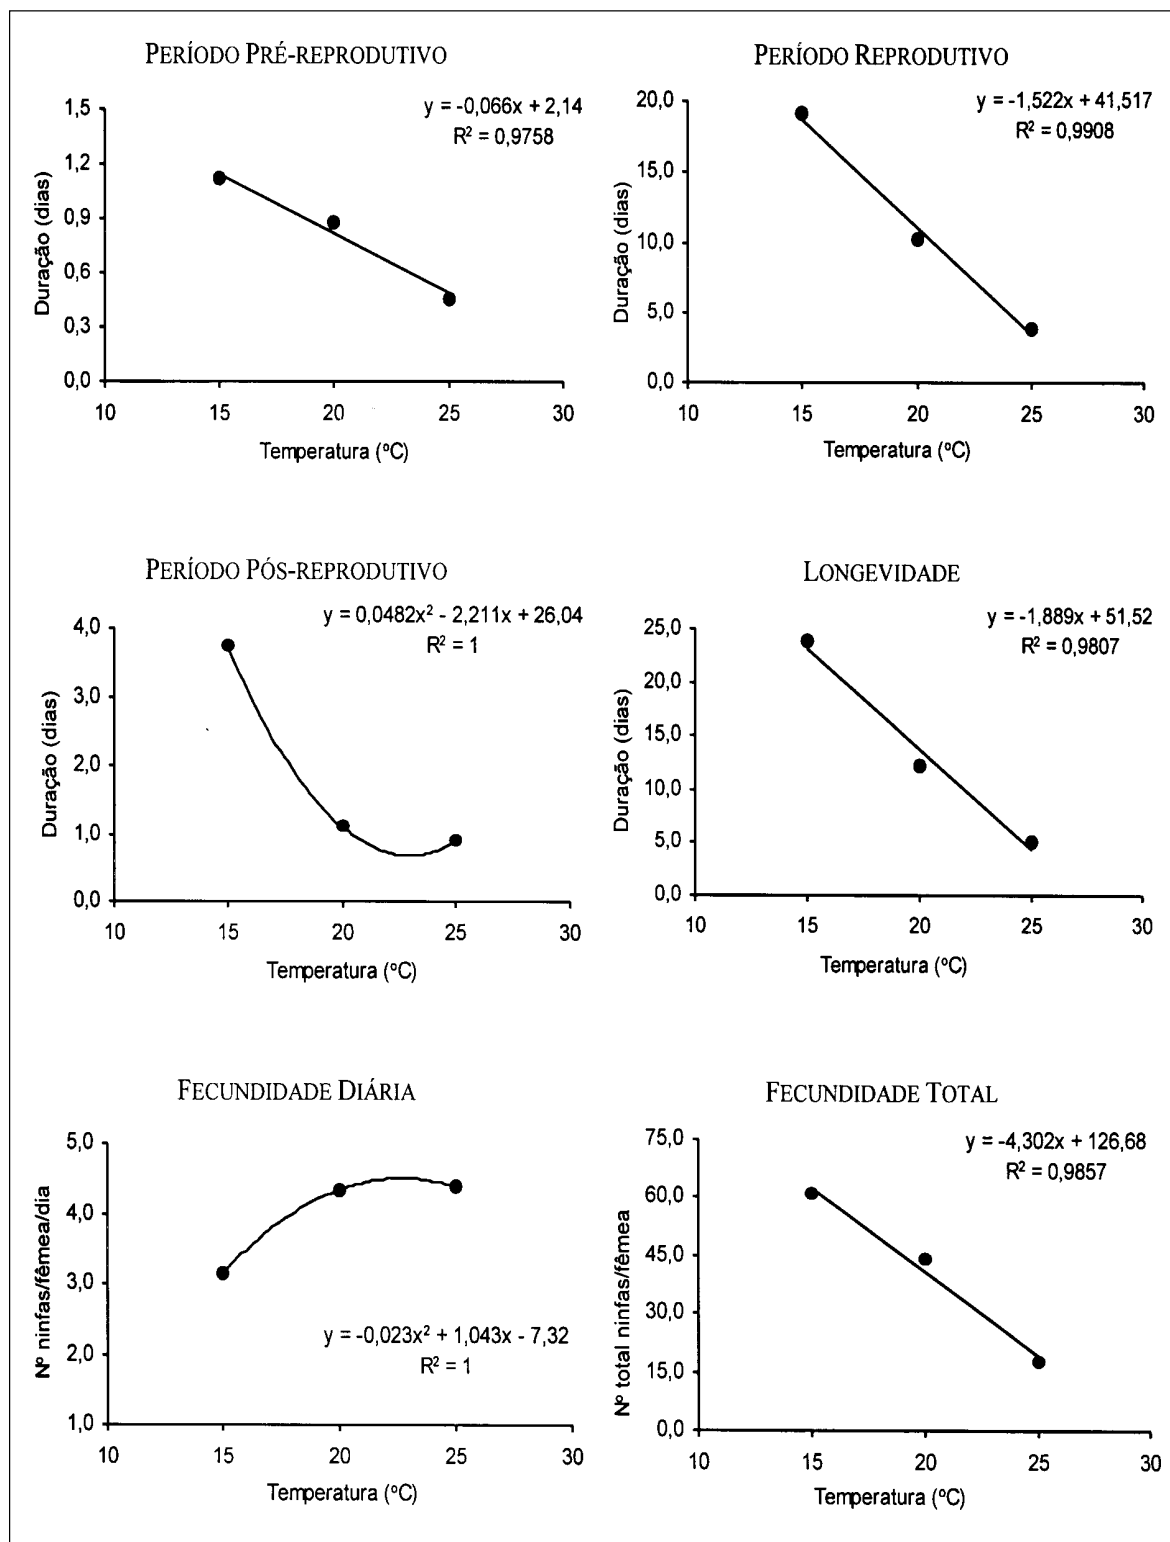 PERÍODO PRÉ-REPRODUTIVO
y = -0,066x + 2,14
R² = 0,9758
Duração (dias)
1,5
1,2
0,9
0,6
0,3
0,0
10 15 20 25 30
Temperatura (ºC)
PERÍODO REPRODUTIVO
y = -1,522x + 41,517
R² = 0,9908
Duração (dias)
20,0
15,0
10,0
5,0
0,0
10 15 20 25 30
Temperatura (ºC)
PERÍODO PÓS-REPRODUTIVO
y = 0,0482x² - 2,211x + 26,04
R² = 1
Duração (dias)
4,0
3,0
2,0
1,0
0,0
10 15 20 25 30
Temperatura (ºC)
LONGEVIDADE
y = -1,889x + 51,52
R² = 0,9807
Duração (dias)
25,0
20,0
15,0
10,0
5,0
0,0
10 15 20 25 30
Temperatura (ºC)
FECUNDIDADE DIÁRIA
Nº ninfas/fêmea/dia
5,0
4,0
3,0
2,0
1,0
y = -0,023x² + 1,043x - 7,32
R² = 1
10 15 20 25 30
Temperatura (ºC)
FECUNDIDADE TOTAL
y = -4,302x + 126,68
R² = 0,9857
Nº total ninfas/fêmea
75,0
60,0
45,0
30,0
15,0
0,0
10 15 20 25 30
Temperatura (ºC)